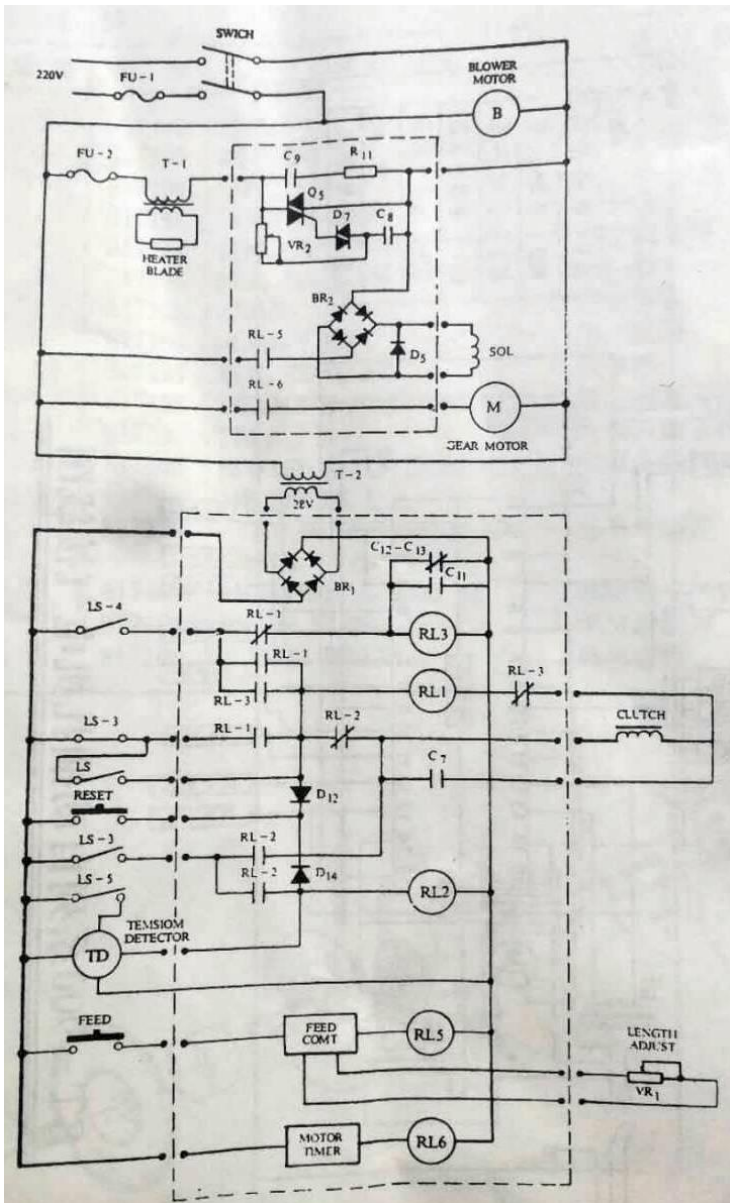 SWICH
220V
FU-1
BLOWER
MOTOR
B
FU-2
T-1
C9
R11
Q5
D7
C8
VR2
HEATER
BLADE
BR2
RL-5
D5
SOL
RL-6
M
GEAR MOTOR
T-2
28V
BR1
C12-C13
C11
LS-4
RL-1
RL3
RL-1
RL-3
RL1
RL-3
LS-3
RL-1
RL-2
CLUTCH
LS
C7
RESET
D12
LS-3
RL-2
LS-5
RL-2
D14
RL2
TEMSIOM
DETECTOR
TD
FEED
FEED
COMT
RL5
LENGTH
ADJUST
VR1
MOTOR
TIMER
RL6